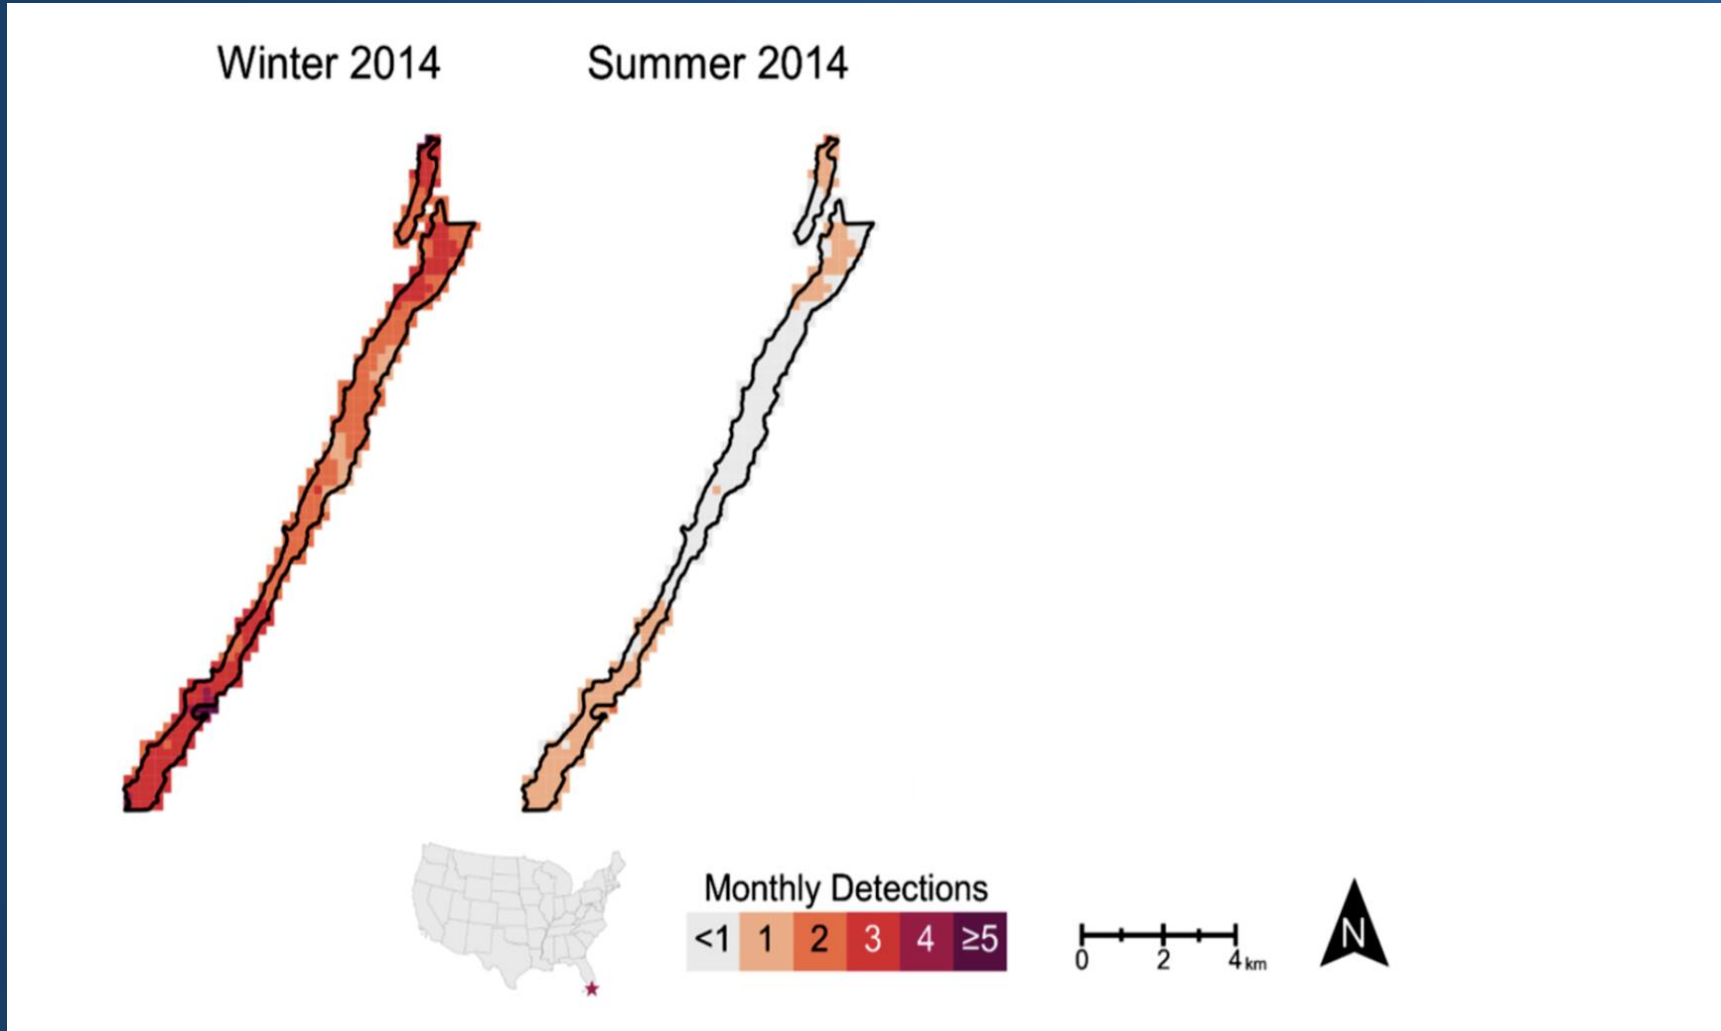 Winter 2014
Summer 2014
Monthly Detections
<1 1 2 3 4 ≥5
0 2 4 km
N